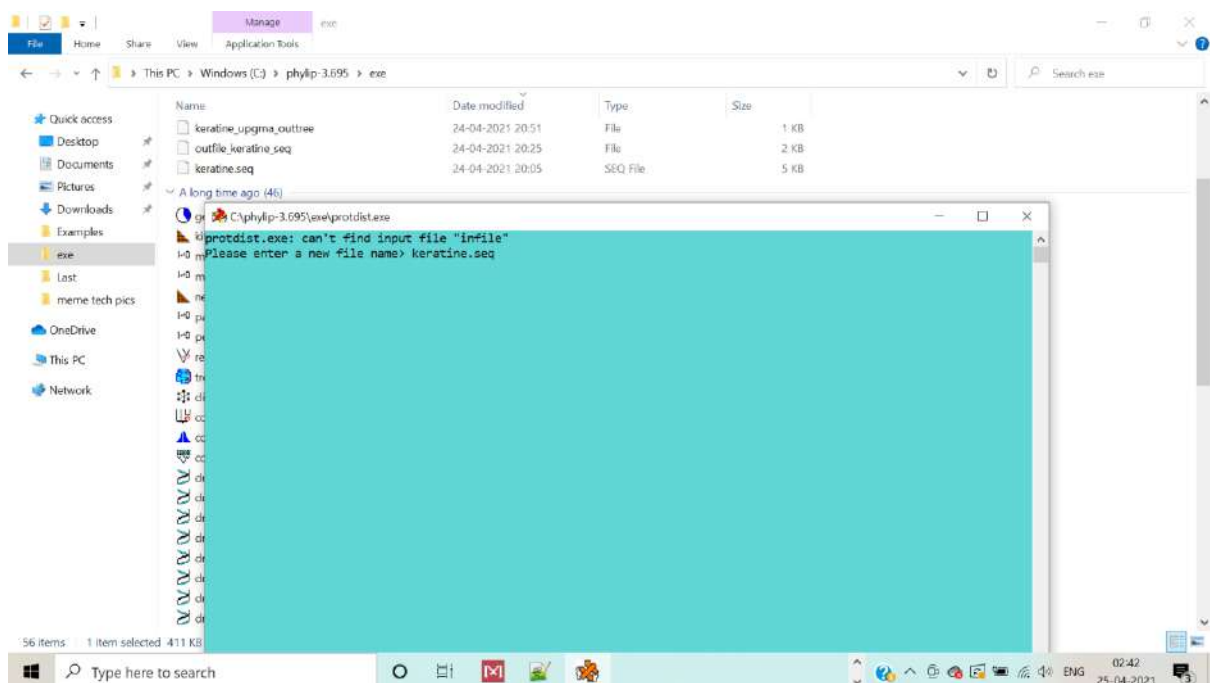 Manage
exe
File Home Share View Application Tools
This PC > Windows (C:) > phylip-3.695 > exe
Search exe
Name Date modified Type Size
Quick access
Desktop
Documents
Pictures
Downloads
Examples
exe
Last
meme tech pics
OneDrive
This PC
Network
keratine_upgma_outtree 24-04-2021 20:51 File 1 KB
outfile_keratine_seq 24-04-2021 20:25 File 2 KB
keratine.seq 24-04-2021 20:05 SEQ File 5 KB
A long time ago (46)
C:\phylip-3.695\exe\protdist.exe
protdist.exe: can't find input file "infile"
Please enter a new file name> keratine.seq
56 items 1 item selected 411 KB
Type here to search
ENG
02:42
25-04-2021
3